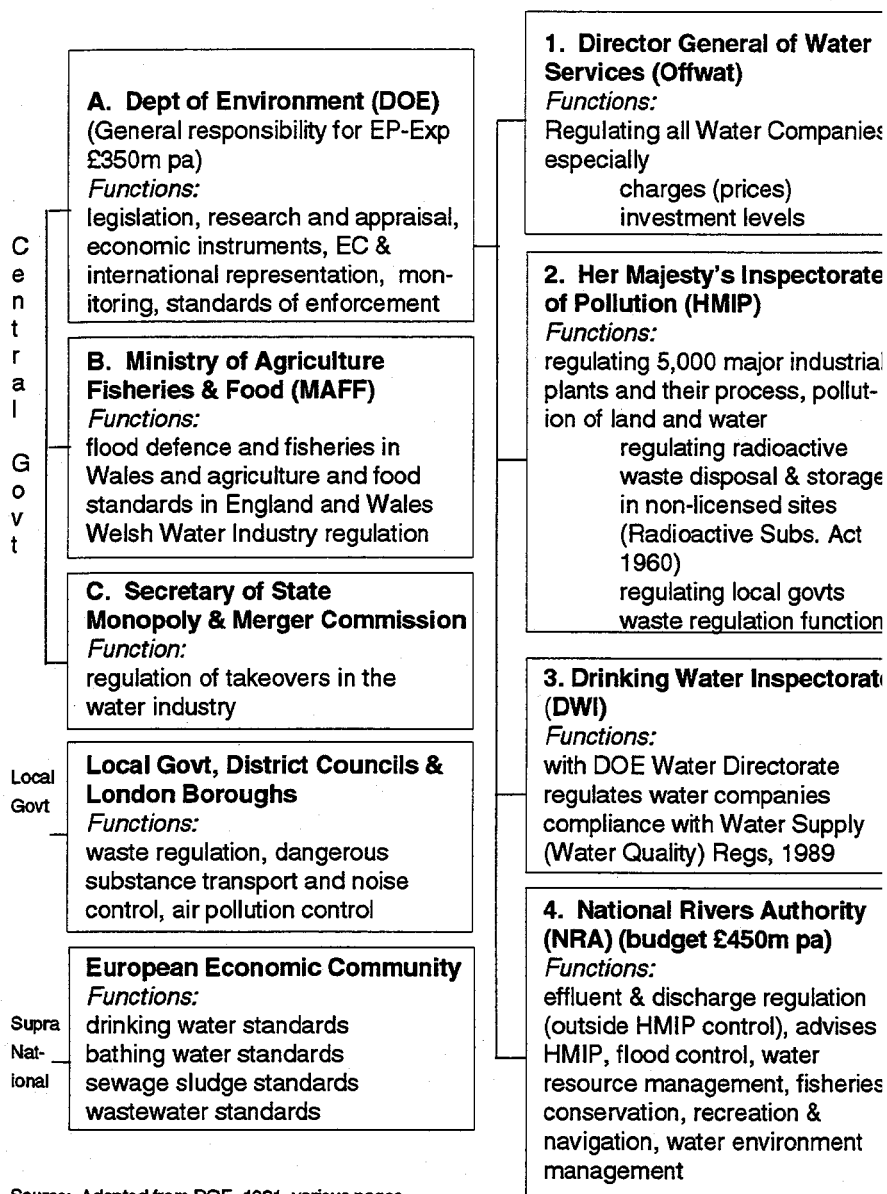 Central Govt
A. Dept of Environment (DOE)
(General responsibility for EP-Exp
£350m pa)
Functions:
legislation, research and appraisal,
economic instruments, EC &
international representation, mon-
itoring, standards of enforcement
B. Ministry of Agriculture
Fisheries & Food (MAFF)
Functions:
flood defence and fisheries in
Wales and agriculture and food
standards in England and Wales
Welsh Water Industry regulation
C. Secretary of State
Monopoly & Merger Commission
Function:
regulation of takeovers in the
water industry
Local
Govt
Local Govt, District Councils &
London Boroughs
Functions:
waste regulation, dangerous
substance transport and noise
control, air pollution control
Supra
Nat-
ional
European Economic Community
Functions:
drinking water standards
bathing water standards
sewage sludge standards
wastewater standards
1. Director General of Water
Services (Offwat)
Functions:
Regulating all Water Companies
especially
charges (prices)
investment levels
2. Her Majesty's Inspectorate
of Pollution (HMIP)
Functions:
regulating 5,000 major industrial
plants and their process, pollut-
ion of land and water
regulating radioactive
waste disposal & storage
in non-licensed sites
(Radioactive Subs. Act
1960)
regulating local govts
waste regulation function
3. Drinking Water Inspectorate
(DWI)
Functions:
with DOE Water Directorate
regulates water companies
compliance with Water Supply
(Water Quality) Regs, 1989
4. National Rivers Authority
(NRA) (budget £450m pa)
Functions:
effluent & discharge regulation
(outside HMIP control), advises
HMIP, flood control, water
resource management, fisheries
conservation, recreation &
navigation, water environment
management
Source: Adapted from DOE, 1991, various pages